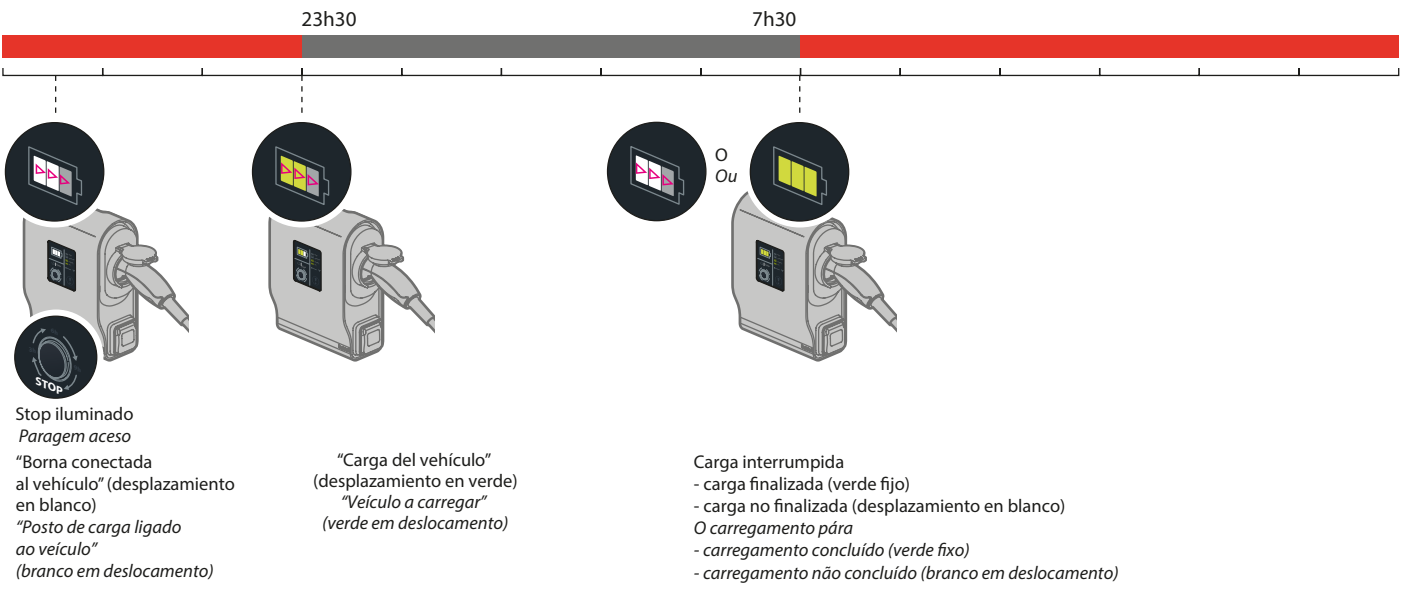 23h30
7h30
O
Ou
STOP
Stop iluminado
Paragem aceso
“Borna conectada
al vehículo” (desplazamiento
en blanco)
“Posto de carga ligado
ao veículo”
(branco em deslocamento)
“Carga del vehículo”
(desplazamiento en verde)
“Veículo a carregar”
(verde em deslocamento)
Carga interrumpida
- carga finalizada (verde fijo)
- carga no finalizada (desplazamiento en blanco)
O carregamento pára
- carregamento concluído (verde fixo)
- carregamento não concluído (branco em deslocamento)